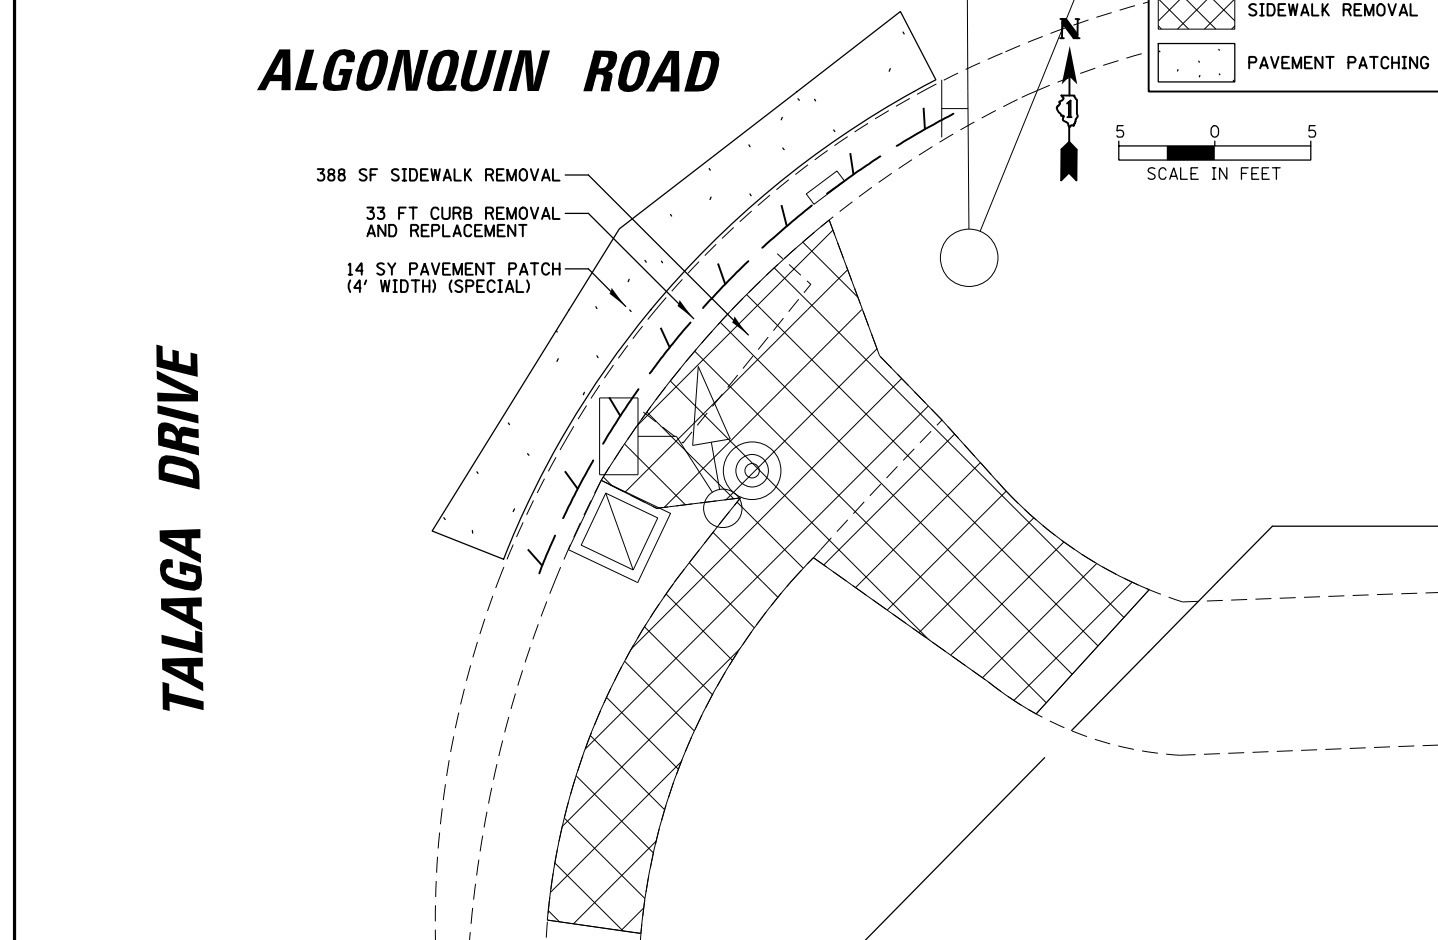 SIDEWALK REMOVAL
PAVEMENT PATCHING
ALGONQUIN ROAD
N
1
5 0 5
SCALE IN FEET
388 SF SIDEWALK REMOVAL
33 FT CURB REMOVAL
AND REPLACEMENT
14 SY PAVEMENT PATCH
(4' WIDTH) (SPECIAL)
TALAGA DRIVE